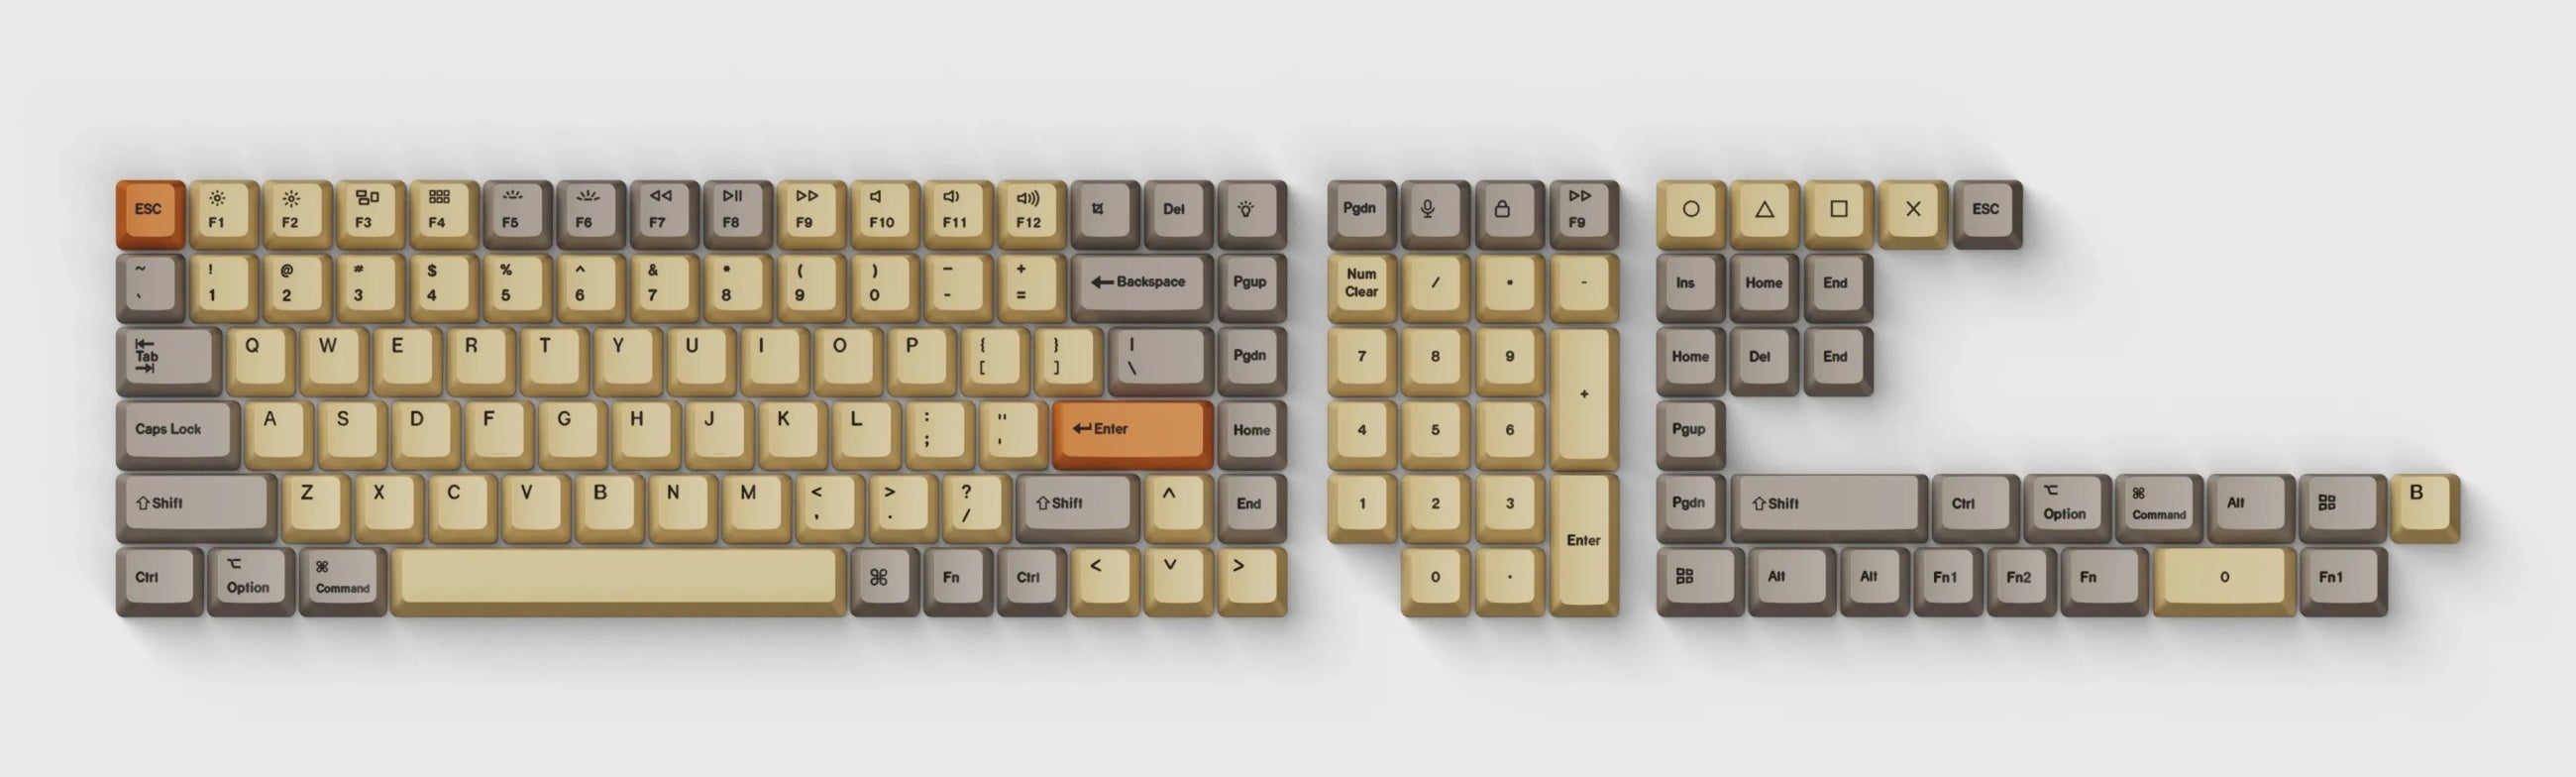 ESC F1 F2 F3 F4 F5 F6 F7 F8 F9 F10 F11 F12 Del
~ ` ! 1 @ 2 # 3 $ 4 % 5 ^ 6 & 7 * 8 ( 9 ) 0 – - + = ← Backspace Pgup
Tab Q W E R T Y U I O P { [ } ] | \ Pgdn
Caps Lock A S D F G H J K L : ; " ' ↵ Enter Home
⇧ Shift Z X C V B N M < , > . ? / ⇧ Shift ^ End
Ctrl ⌥ Option ⌘ Command ⌘ Fn Ctrl < v >
Pgdn F9
Num Clear / * -
7 8 9 +
4 5 6
1 2 3 Enter
0 .
○ △ □ × ESC
Ins Home End
Home Del End
Pgup
Pgdn ⇧ Shift Ctrl ⌥ Option ⌘ Command Alt B
Alt Alt Fn1 Fn2 Fn 0 Fn1